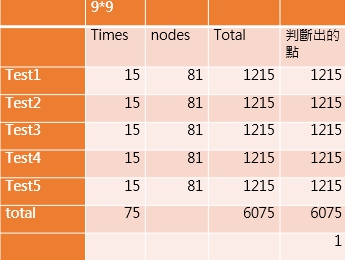 9*9
Times nodes Total 判斷出的
點
Test1 15 81 1215 1215
Test2 15 81 1215 1215
Test3 15 81 1215 1215
Test4 15 81 1215 1215
Test5 15 81 1215 1215
total 75 6075 6075
1